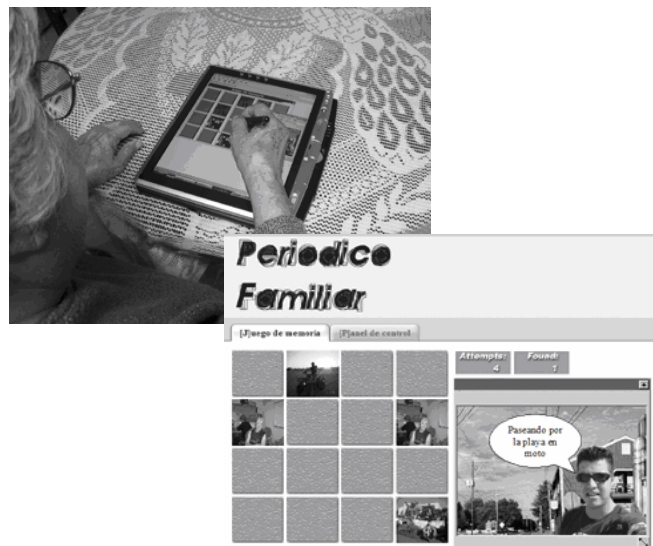 Periodico
Familiar
[J]uego de memoria
[P]anel de control
Attempts:
4
Found:
1
Paseando por
la playa en
moto